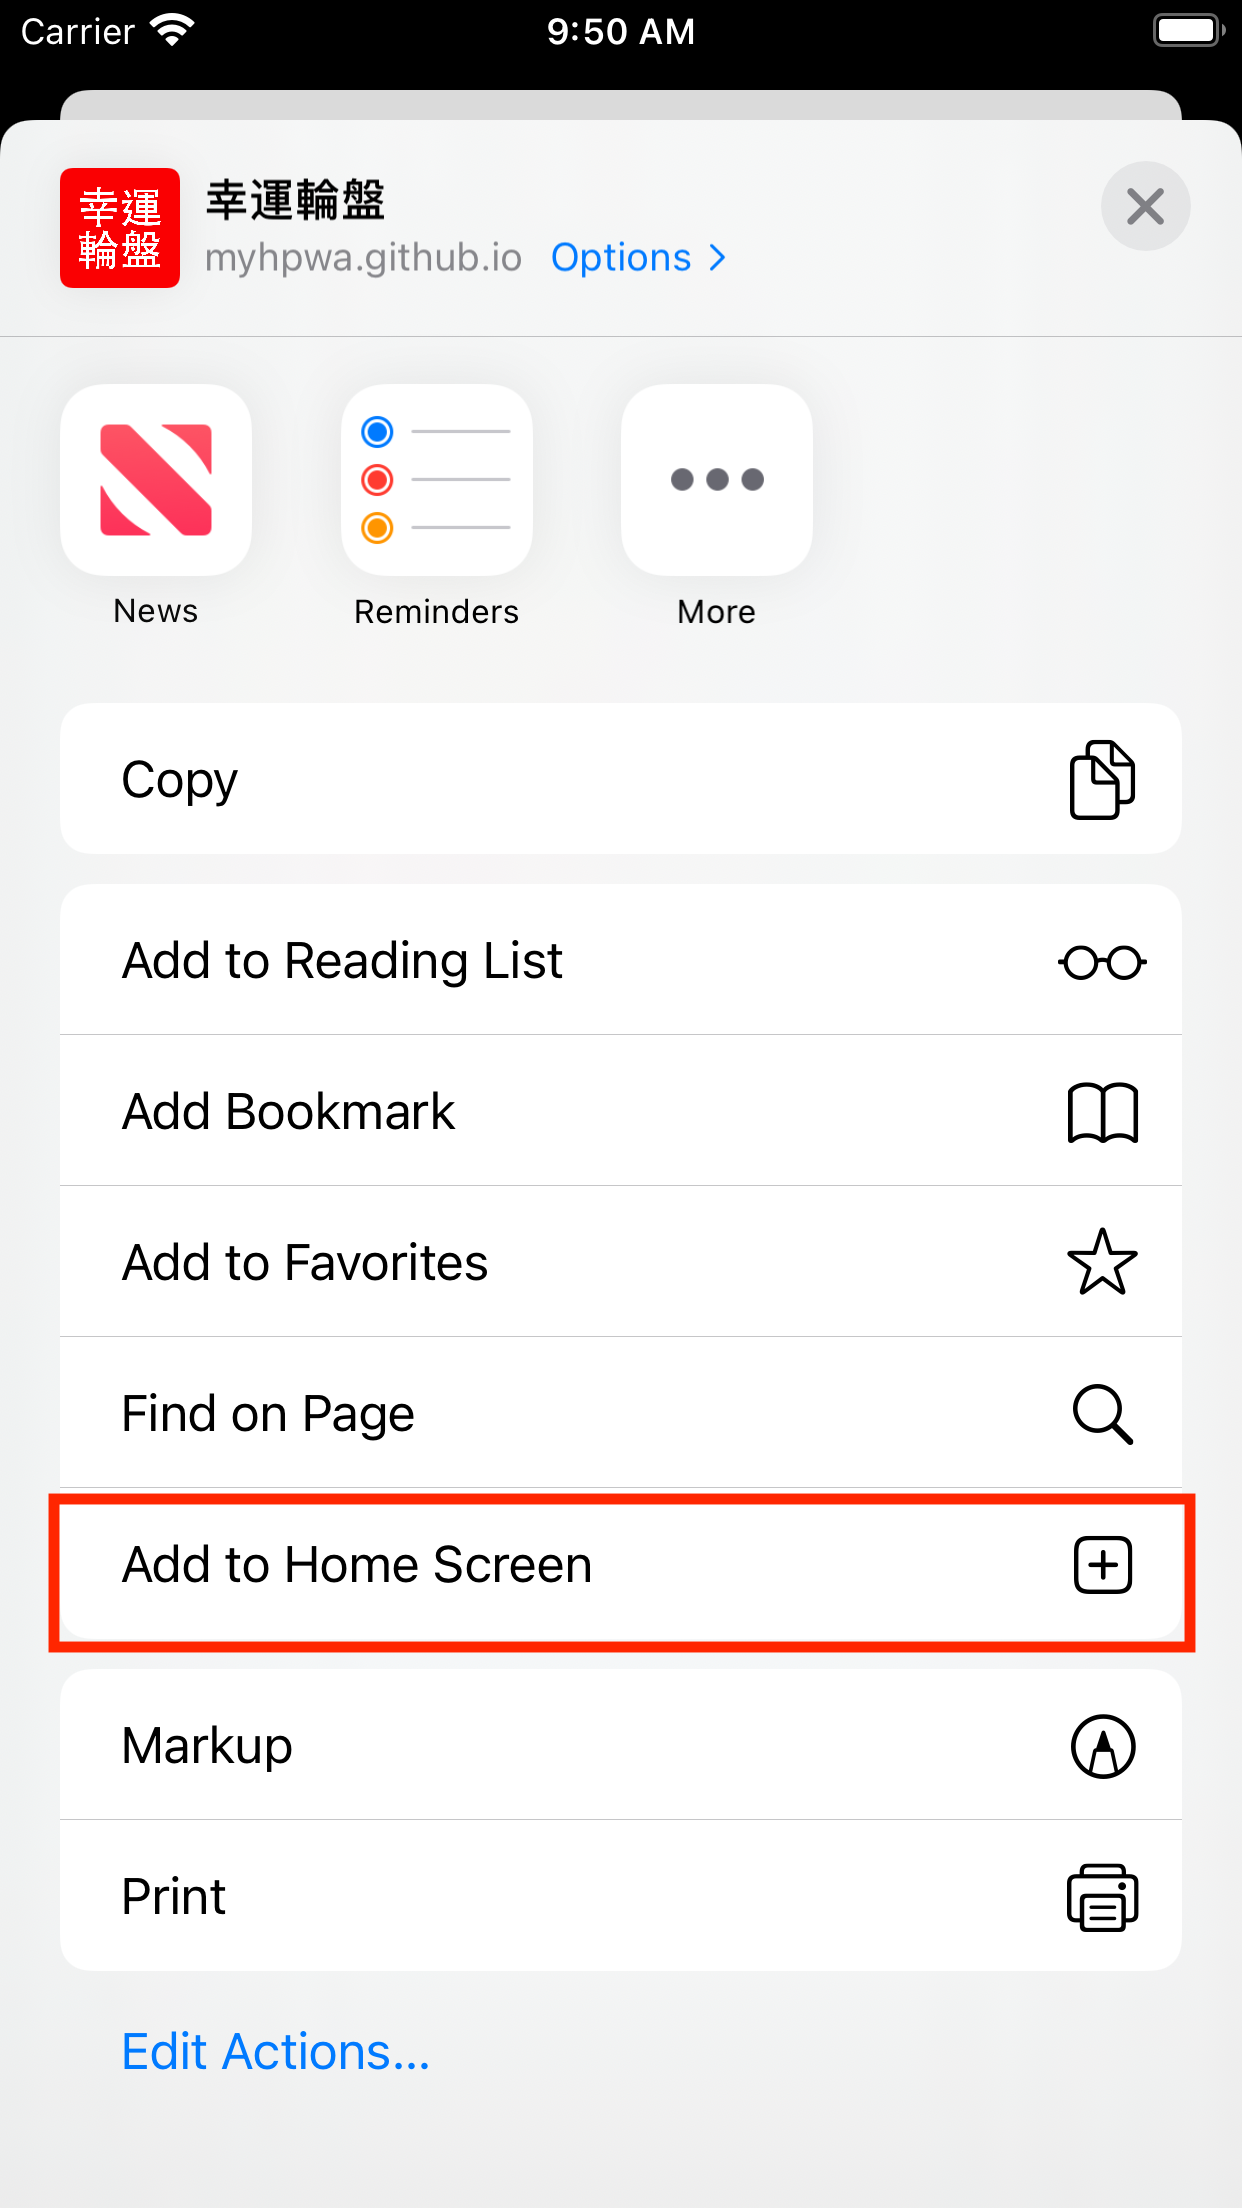 Carrier 9:50 AM
幸運
輪盤
幸運輪盤
myhpwa.github.io Options
News Reminders More
Copy
Add to Reading List
Add Bookmark
Add to Favorites
Find on Page
Add to Home Screen
Markup
Print
Edit Actions...